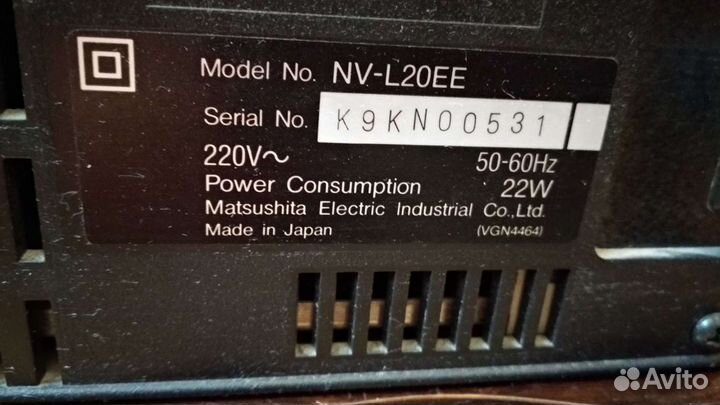 Model No. NV-L20EE
Serial No. K9KN00531
220V~ 50-60Hz
Power Consumption 22W
Matsushita Electric Industrial Co.,Ltd.
Made in Japan (VGN4464)
Avito